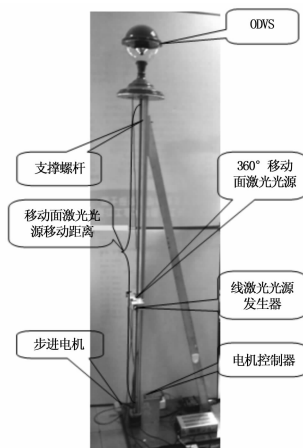 ODVS
支撑螺杆
360° 移动
面激光光源
移动面激光光
源移动距离
线激光光源
发生器
步进电机
电机控制器